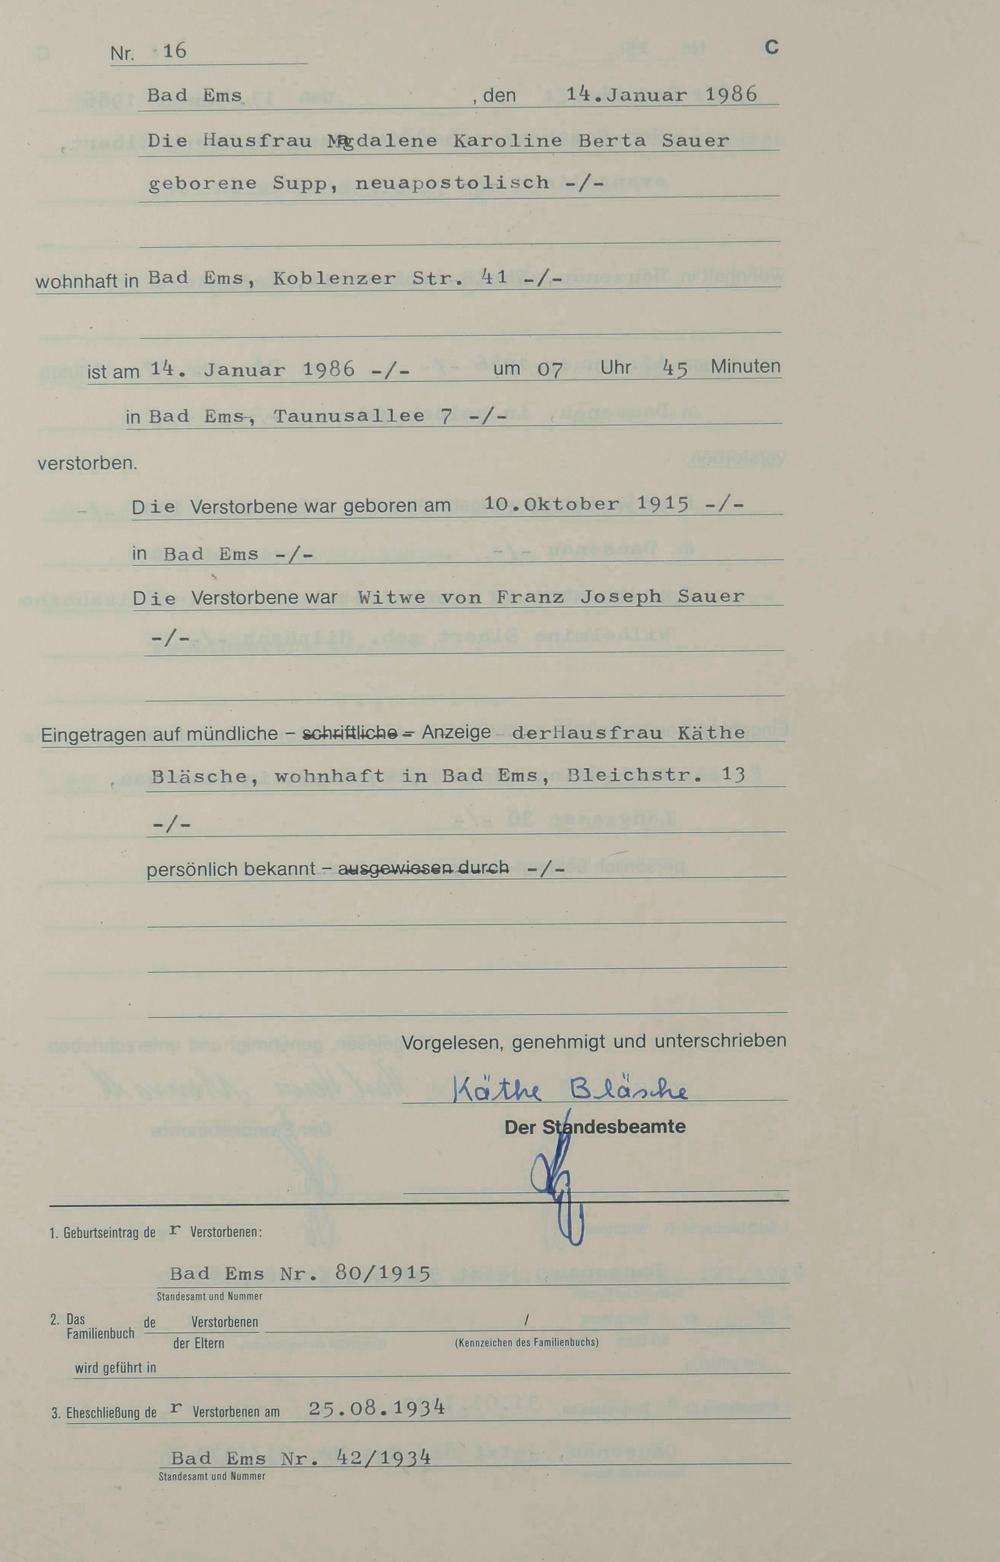 Nr. 16
C
Bad Ems , den 14.Januar 1986
Die Hausfrau Magdalene Karoline Berta Sauer
geborene Supp, neuapostolisch -/-
wohnhaft in Bad Ems, Koblenzer Str. 41 -/-
ist am 14. Januar 1986 -/- um 07 Uhr 45 Minuten
in Bad Ems, Taunusallee 7 -/-
verstorben.
Die Verstorbene war geboren am 10.Oktober 1915 -/-
in Bad Ems -/-
Die Verstorbene war Witwe von Franz Joseph Sauer
-/-
Eingetragen auf mündliche – schriftliche – Anzeige derHausfrau Käthe
Bläsche, wohnhaft in Bad Ems, Bleichstr. 13
-/-
persönlich bekannt – ausgewiesen durch -/-
Vorgelesen, genehmigt und unterschrieben
Käthe Bläsche
Der Standesbeamte
1. Geburtseintrag de r Verstorbenen:
Bad Ems Nr. 80/1915
Standesamt und Nummer
2. Das Familienbuch de Verstorbenen /
der Eltern (Kennzeichen des Familienbuchs)
wird geführt in
3. Eheschließung de r Verstorbenen am 25.08.1934
Bad Ems Nr. 42/1934
Standesamt und Nummer